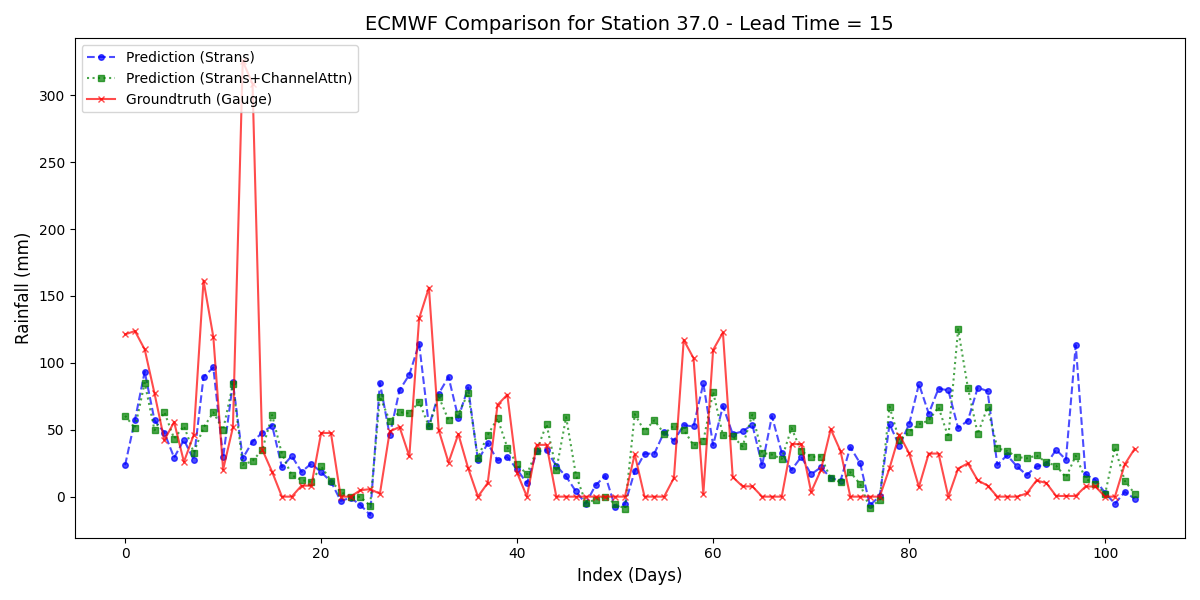 ECMWF Comparison for Station 37.0 - Lead Time = 15
Prediction (Strans)
Prediction (Strans+ChannelAttn)
Groundtruth (Gauge)
Rainfall (mm)
300
250
200
150
100
50
0
0 20 40 60 80 100
Index (Days)